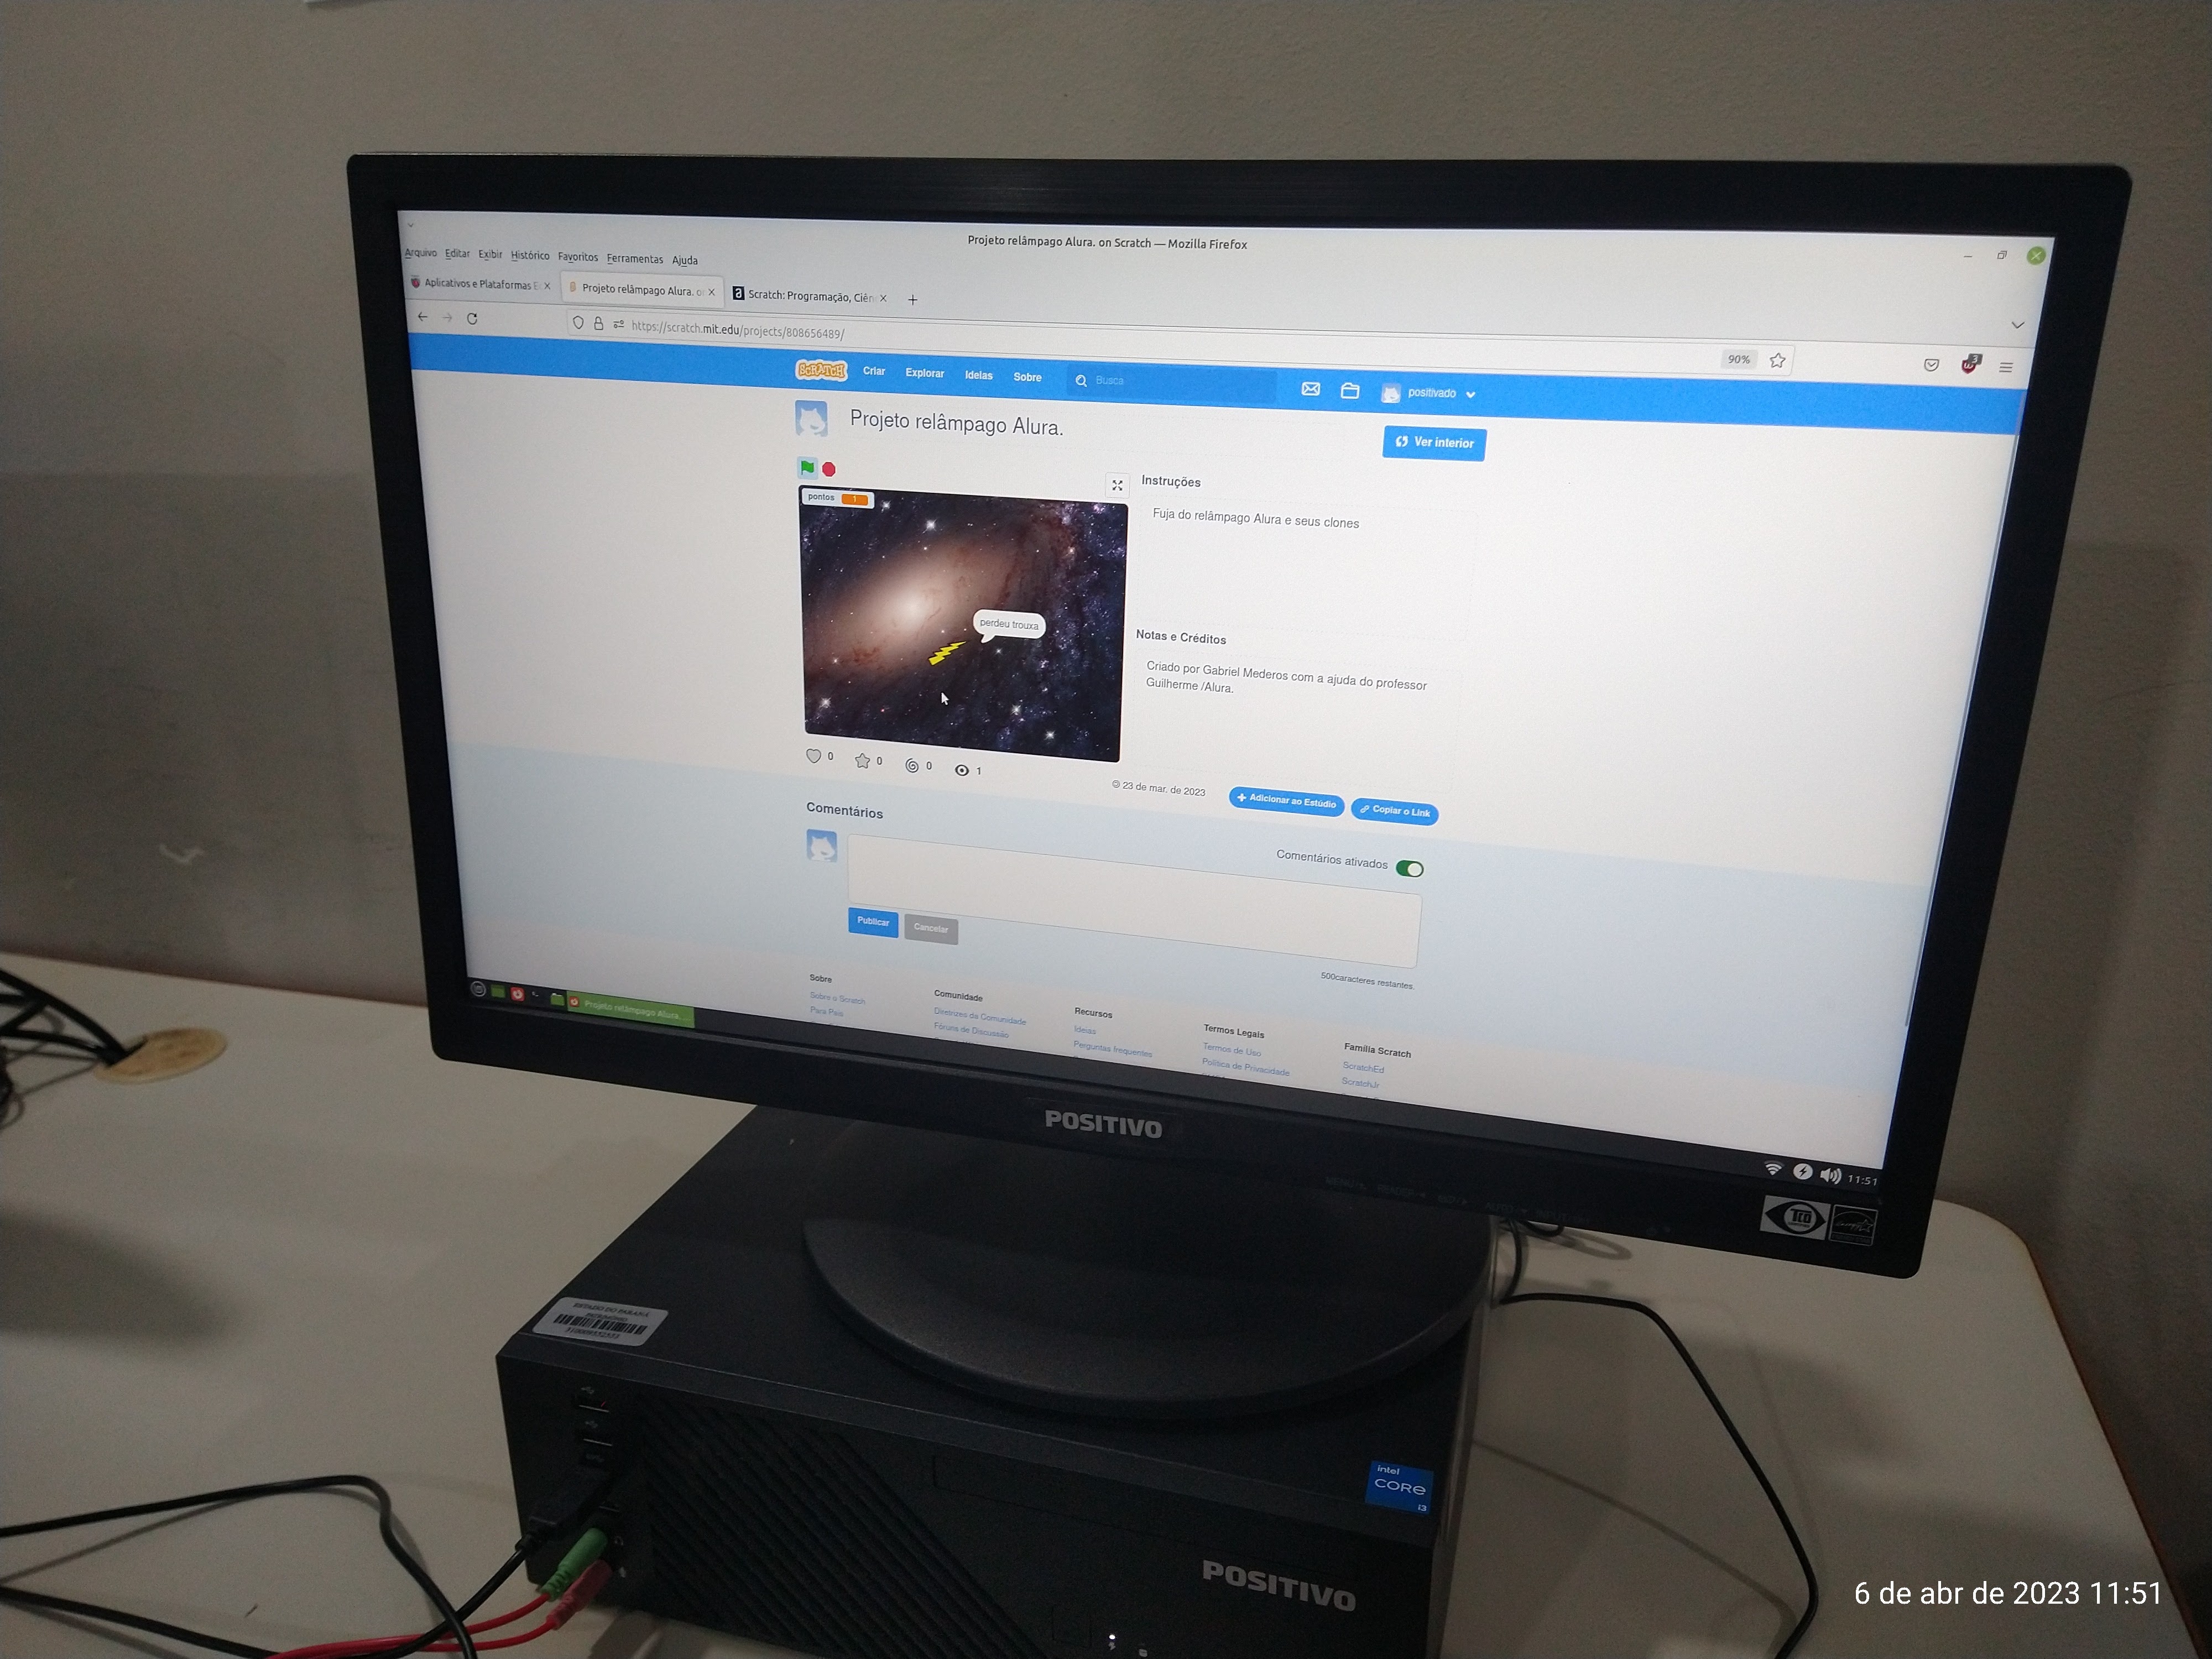 Projeto relâmpago Alura. on Scratch — Mozilla Firefox
Arquivo Editar Exibir Histórico Favoritos Ferramentas Ajuda
Aplicativos e Plataformas E
Projeto relâmpago Alura. o
a Scratch: Programação, Ciên
https://scratch.mit.edu/projects/808656489/
90%
3
SCRATCH Criar Explorar Ideias Sobre Busca positivado
Projeto relâmpago Alura.
Ver interior
pontos 1
perdeu trouxa
Instruções
Fuja do relâmpago Alura e seus clones
Notas e Créditos
Criado por Gabriel Mederos com a ajuda do professor
Guilherme /Alura.
0 0 0 1
© 23 de mar. de 2023
Adicionar ao Estúdio
Copiar o Link
Comentários
Comentários ativados
Publicar Cancelar
500caracteres restantes.
Sobre
Sobre o Scratch
Para Pais
Comunidade
Diretrizes da Comunidade
Fóruns de Discussão
Recursos
Ideias
Perguntas frequentes
Termos Legais
Termos de Uso
Política de Privacidade
Família Scratch
ScratchEd
ScratchJr
Projeto relâmpago Alura....
11:51
POSITIVO
TCO
ESTADO DO PARANÁ
intel
CORe
i3
POSITIVO
6 de abr de 2023 11:51